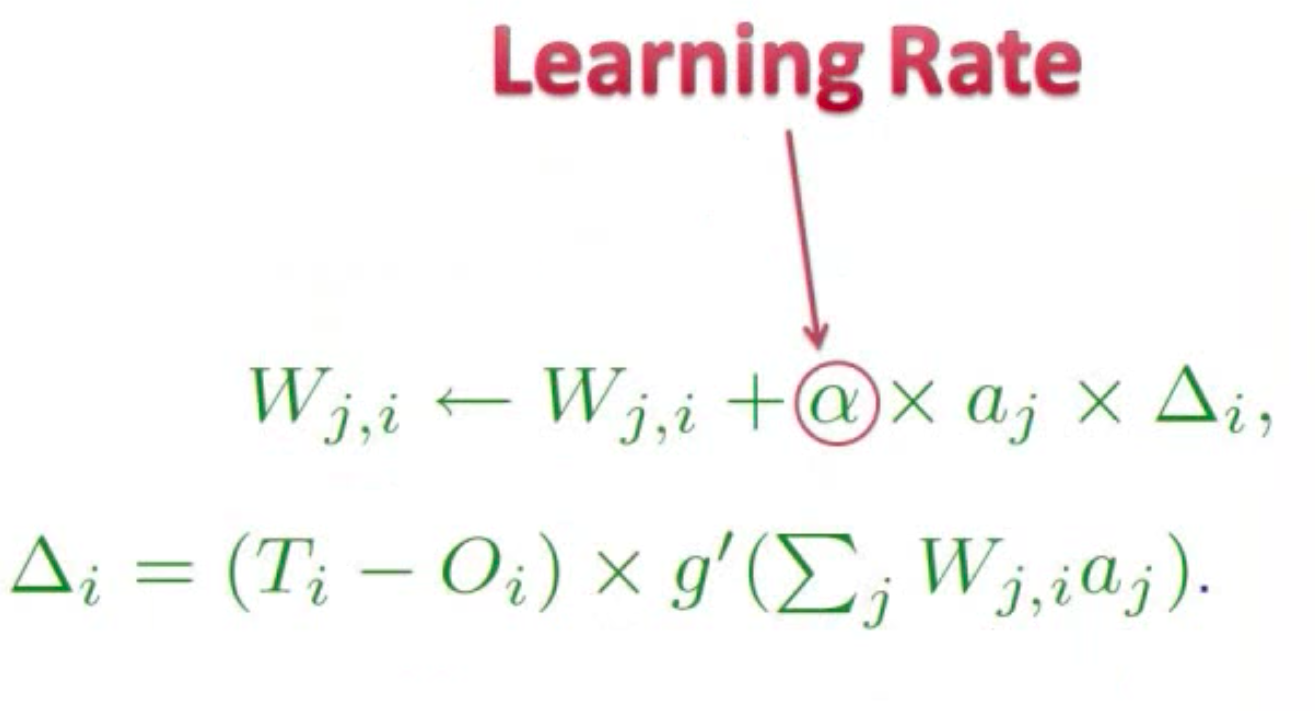 Learning Rate
W_{j,i} ← W_{j,i} + α × a_j × Δ_i,
Δ_i = (T_i − O_i) × g′(∑_j W_{j,i} a_j).